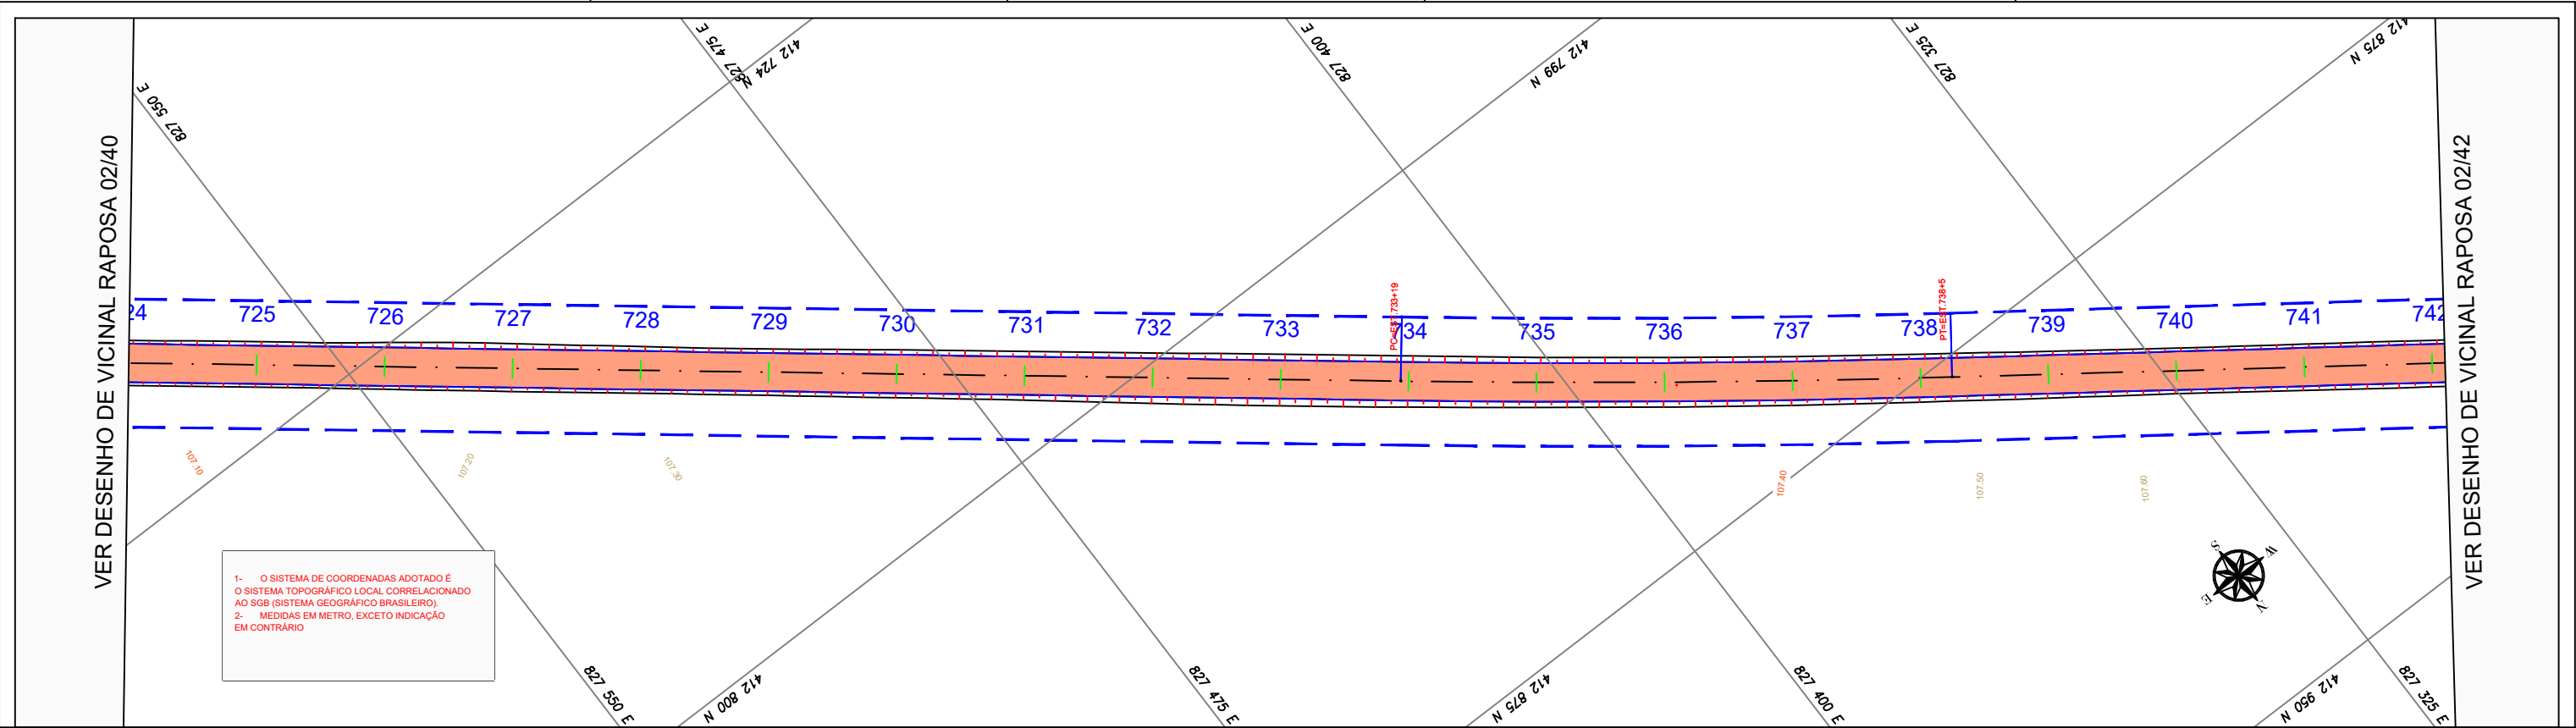 VER DESENHO DE VICINAL RAPOSA 02/40
827 550 E
827 475 E
412 724 N
827 400 E
412 799 N
827 325 E
412 875 N
VER DESENHO DE VICINAL RAPOSA 02/42
24
725
726
727
728
729
730
731
732
733
734
735
736
737
738
739
740
741
742
PC=EST.733+19
PT=EST.738+5
107.10
107.20
107.30
107.40
107.50
107.60
1- O SISTEMA DE COORDENADAS ADOTADO É
O SISTEMA TOPOGRÁFICO LOCAL CORRELACIONADO
AO SGB (SISTEMA GEOGRÁFICO BRASILEIRO).
2- MEDIDAS EM METRO, EXCETO INDICAÇÃO
EM CONTRÁRIO
S
W
E
N
827 550 E
412 800 N
827 475 E
412 875 N
827 400 E
412 950 N
827 325 E